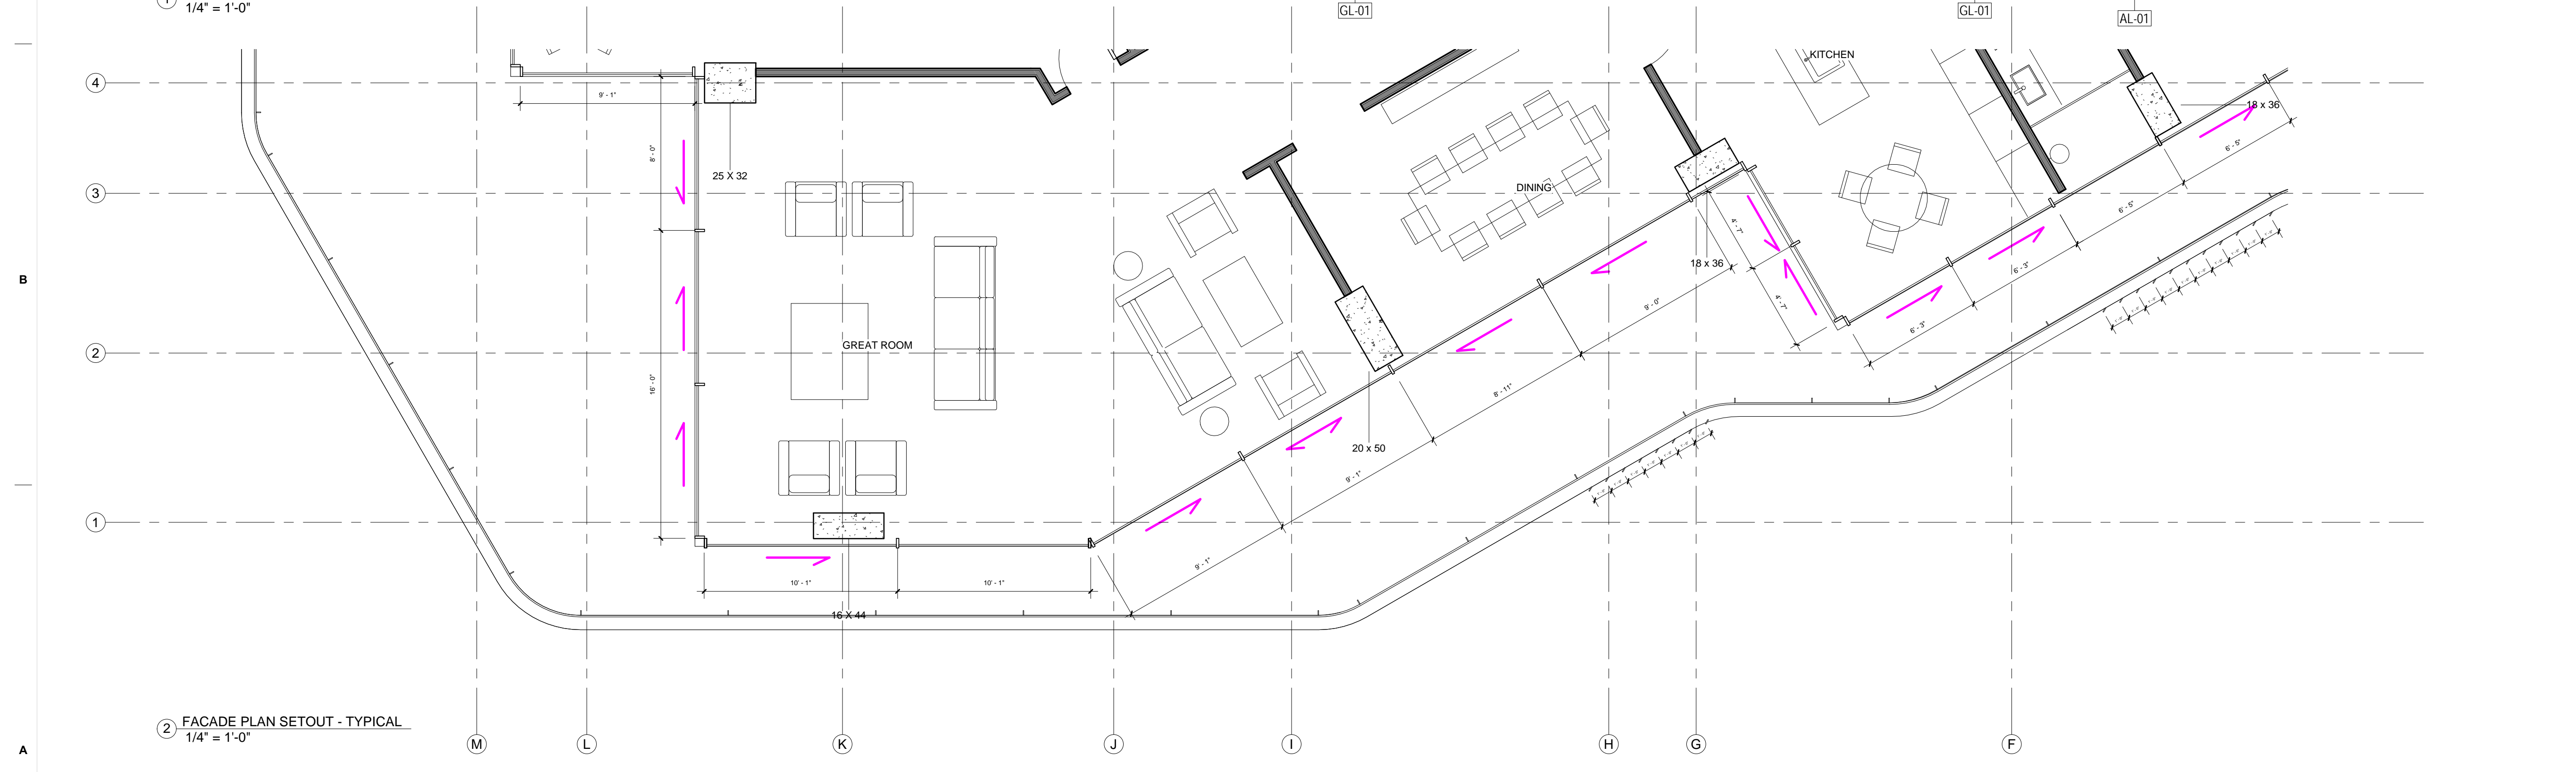 1/4" = 1'-0"
GL-01
GL-01
AL-01
KITCHEN
4
9' - 1"
18 x 36
8' - 0"
6' - 5"
25 X 32
DINING
3
6' - 5"
4' - 7"
18 x 36
6' - 3"
B
9' - 0"
4' - 7"
6' - 3"
GREAT ROOM
2
16' - 0"
8' - 11"
20 x 50
9' - 1"
1
9' - 1"
10' - 1"
10' - 1"
16 X 44
2 FACADE PLAN SETOUT - TYPICAL
1/4" = 1'-0"
A
M
L
K
J
I
H
G
F